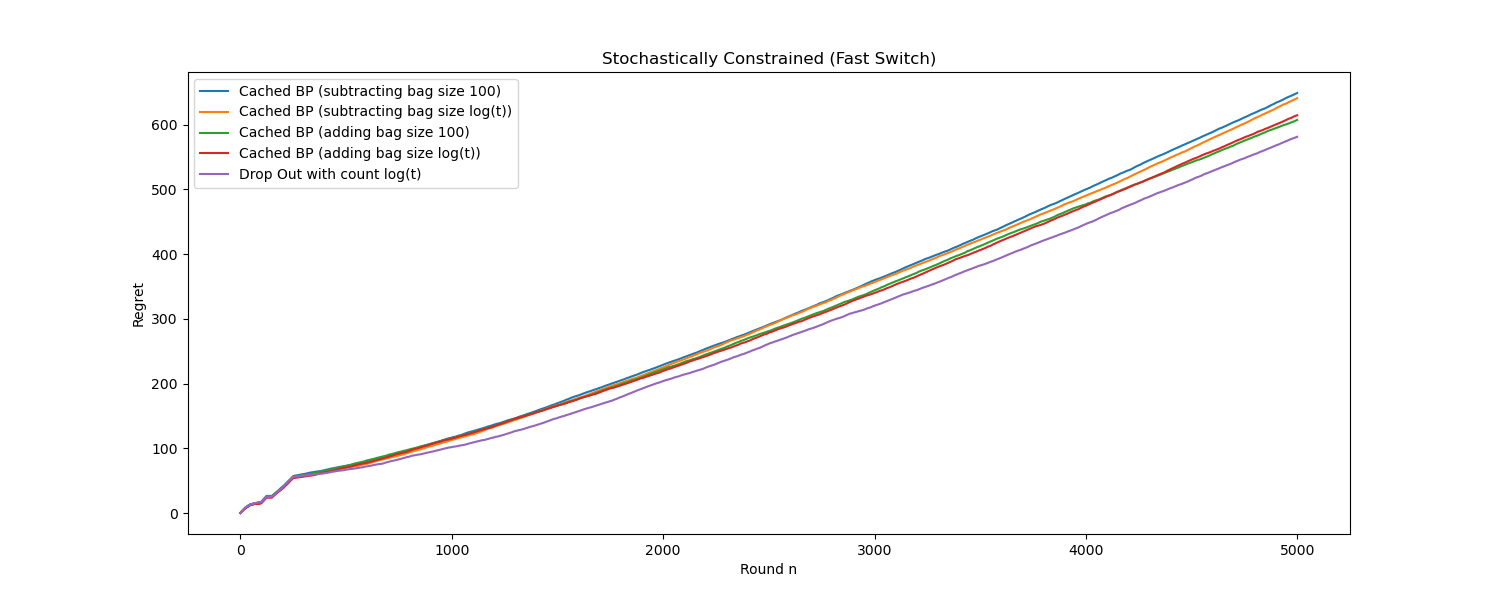 Stochastically Constrained (Fast Switch)
Cached BP (subtracting bag size 100)
Cached BP (subtracting bag size log(t))
Cached BP (adding bag size 100)
Cached BP (adding bag size log(t))
Drop Out with count log(t)
Regret
600
500
400
300
200
100
0
0 1000 2000 3000 4000 5000
Round n